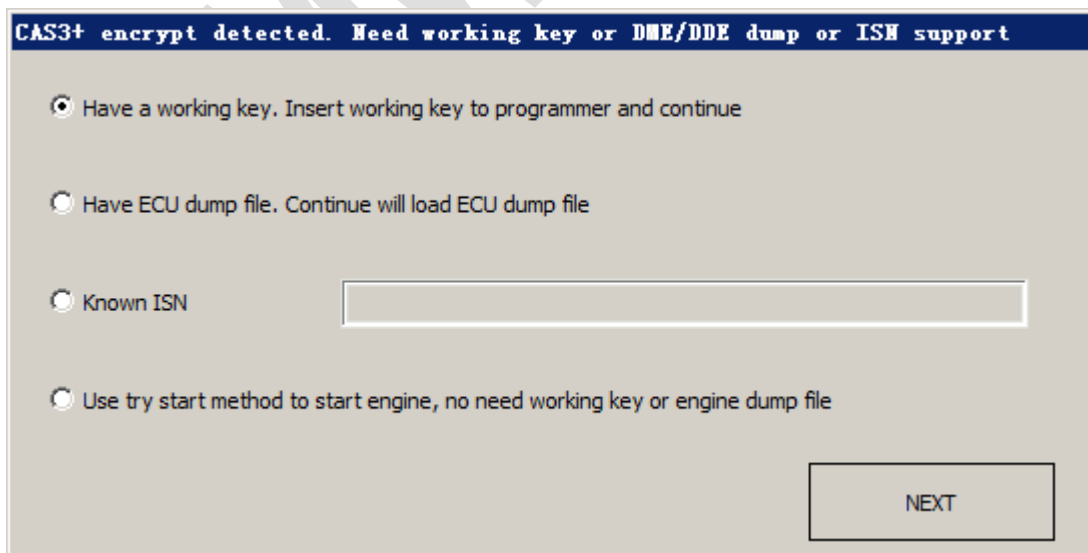 CAS3+ encrypt detected. Need working key or DME/DDE dump or ISN support
Have a working key. Insert working key to programmer and continue
Have ECU dump file. Continue will load ECU dump file
Known ISN
Use try start method to start engine, no need working key or engine dump file
NEXT